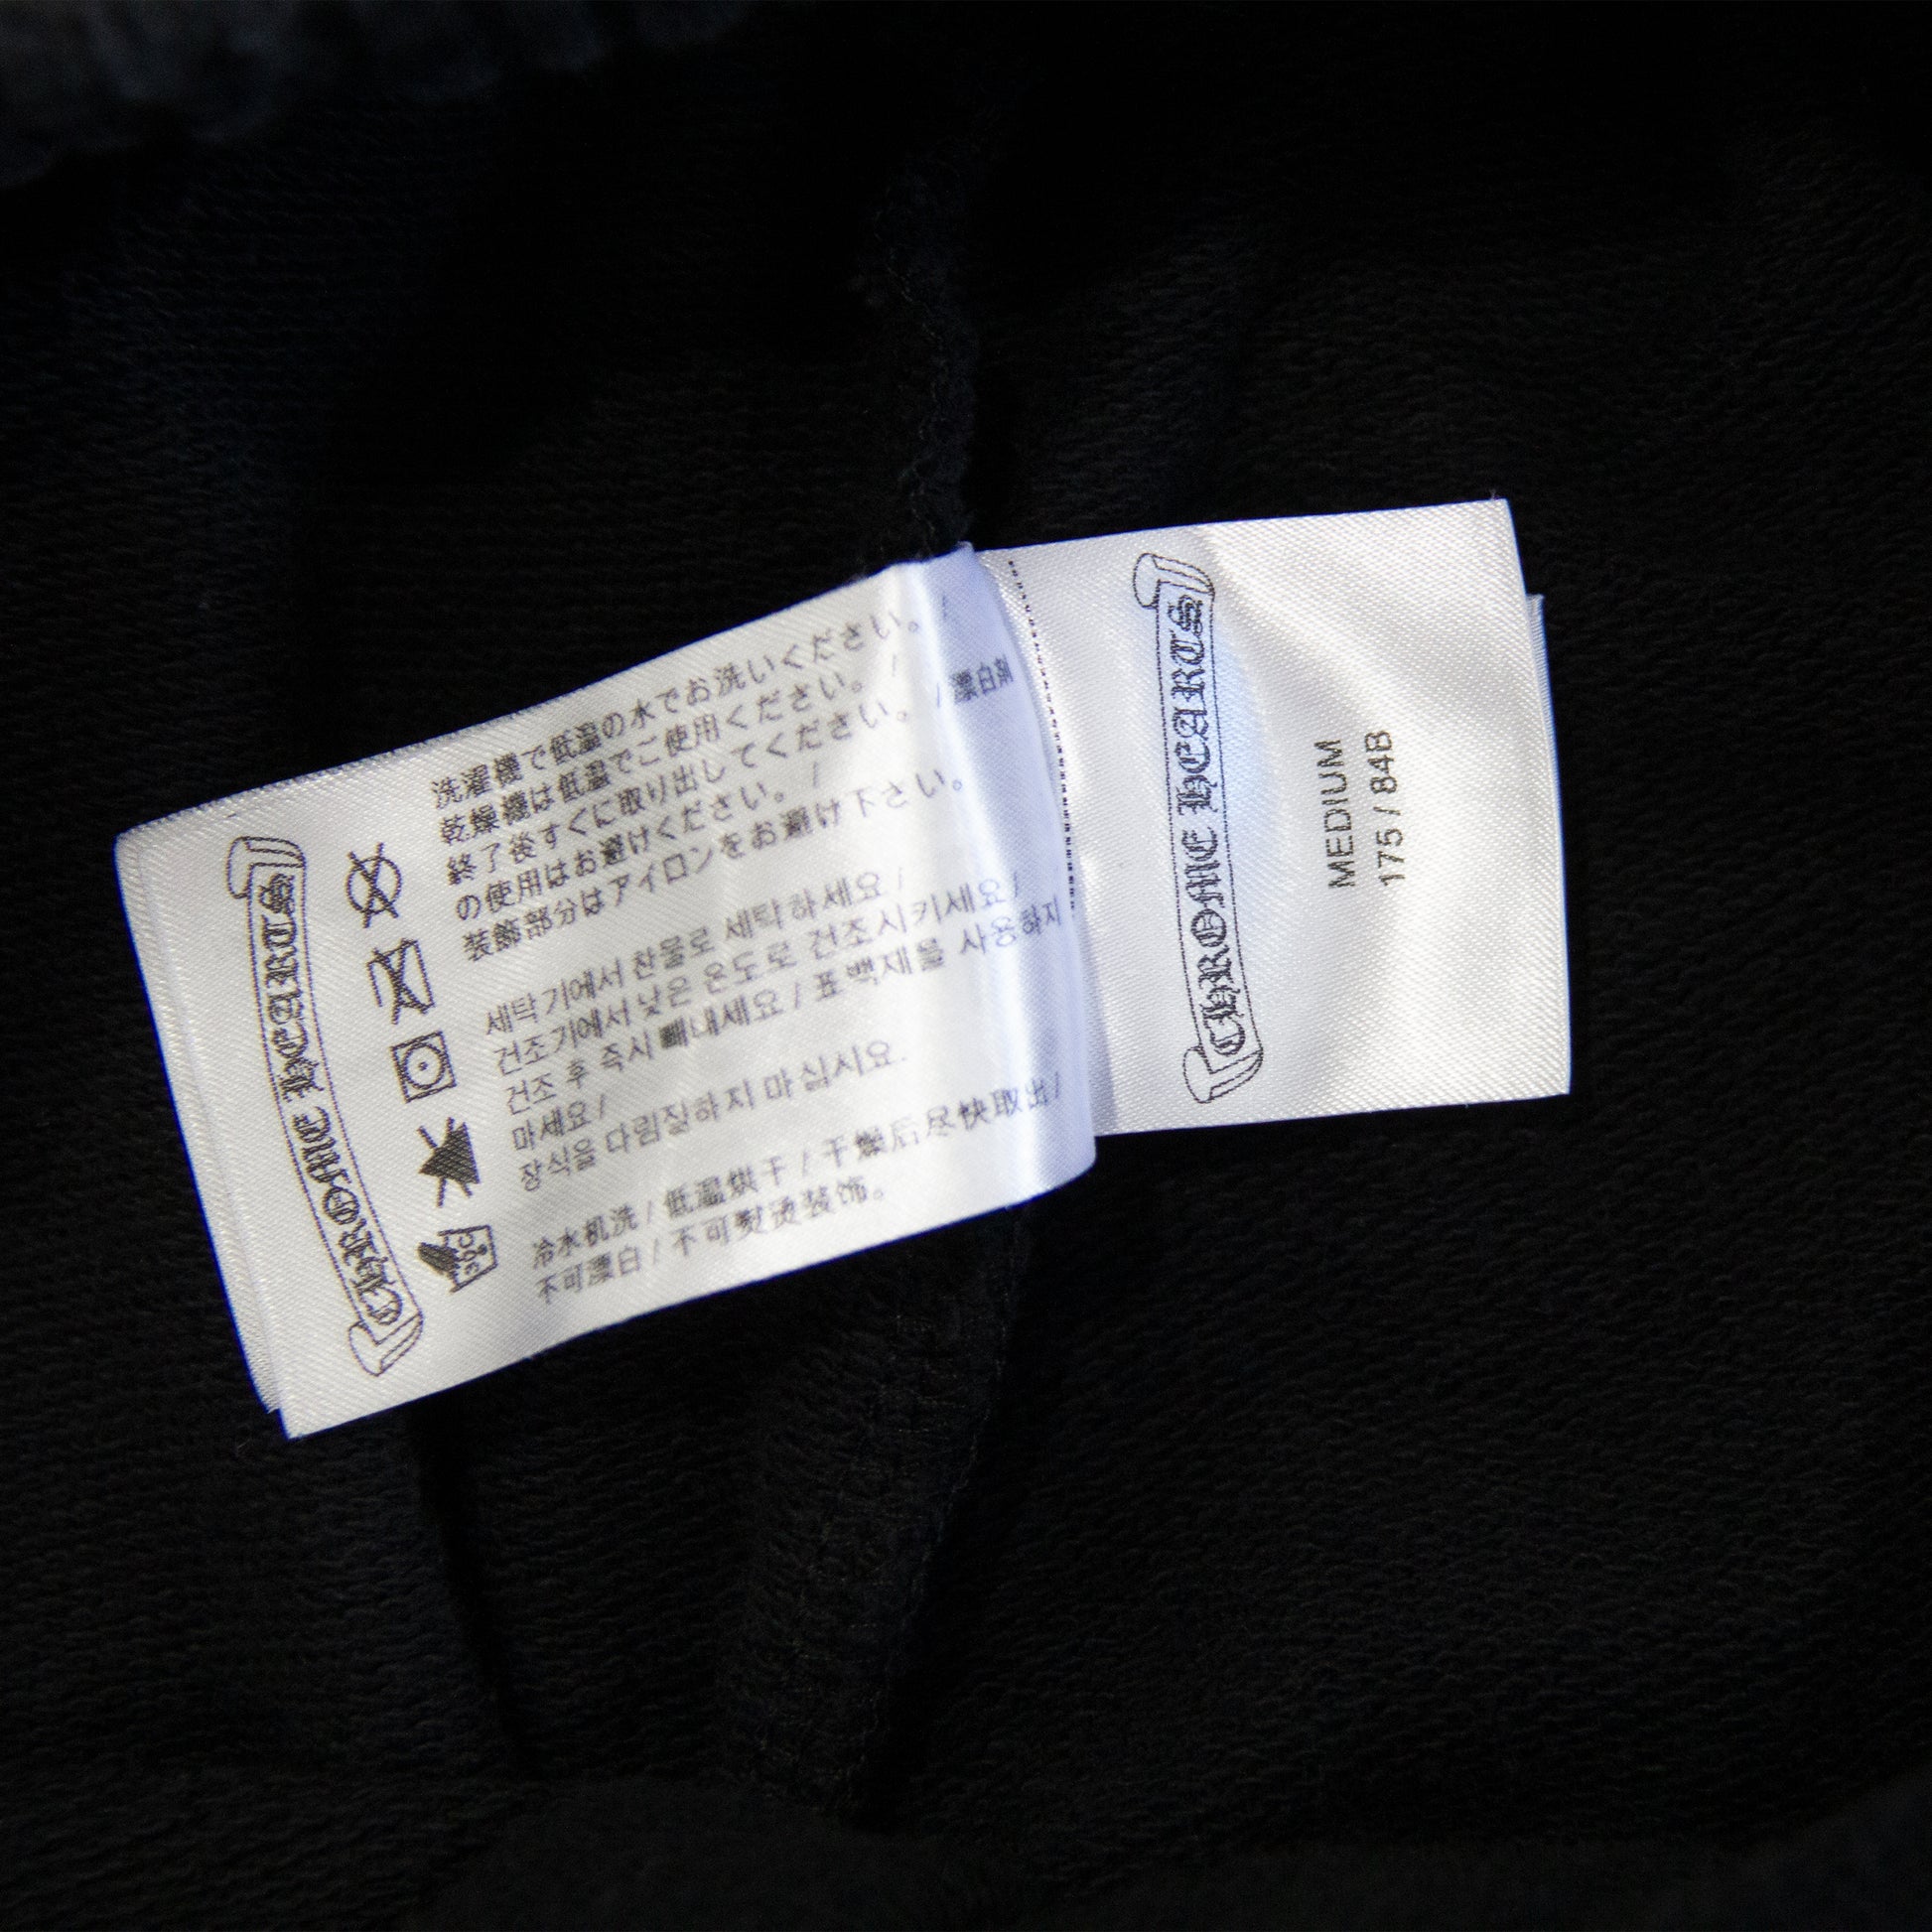 CHROME HEARTS
洗濯機で低温の水でお洗いください。/
乾燥機は低温でご使用ください。/
終了後すぐに取り出してください。/ 漂白剤
の使用はお避けください。/
装飾部分はアイロンをお避け下さい。
세탁기에서 찬물로 세탁하세요 /
건조기에서 낮은 온도로 건조시키세요 /
건조 후 즉시 빼내세요 / 표백제를 사용하지
마세요 /
장식을 다림질하지 마십시요.
冷水机洗 / 低温烘干 / 干燥后尽快取出 /
不可漂白 / 不可熨烫装饰。
CHROME HEARTS
MEDIUM
175 / 84B